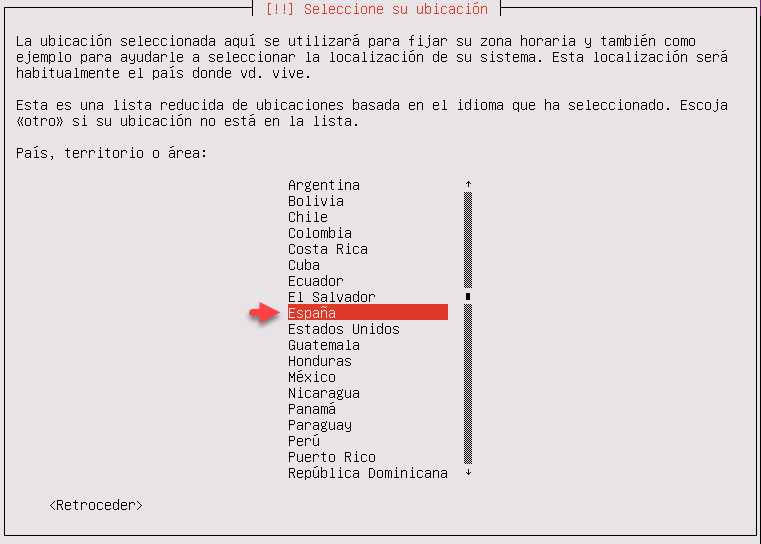 [!!] Seleccione su ubicación
La ubicación seleccionada aquí se utilizará para fijar su zona horaria y también como
ejemplo para ayudarle a seleccionar la localización de su sistema. Esta localización será
habitualmente el país donde vd. vive.
Esta es una lista reducida de ubicaciones basada en el idioma que ha seleccionado. Escoja
«otro» si su ubicación no está en la lista.
País, territorio o área:
Argentina
Bolivia
Chile
Colombia
Costa Rica
Cuba
Ecuador
El Salvador
España
Estados Unidos
Guatemala
Honduras
México
Nicaragua
Panamá
Paraguay
Perú
Puerto Rico
República Dominicana
<Retroceder>